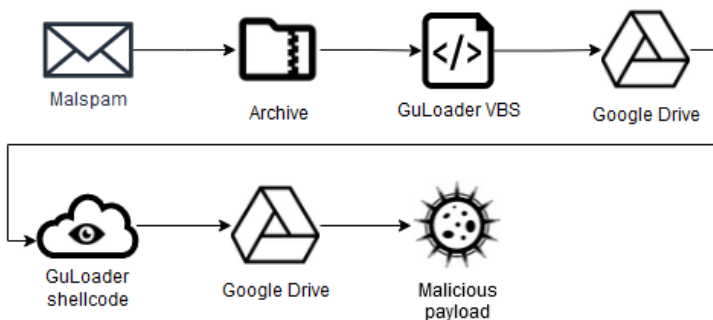 Malspam
Archive
GuLoader VBS
Google Drive
GuLoader
shellcode
Google Drive
Malicious
payload